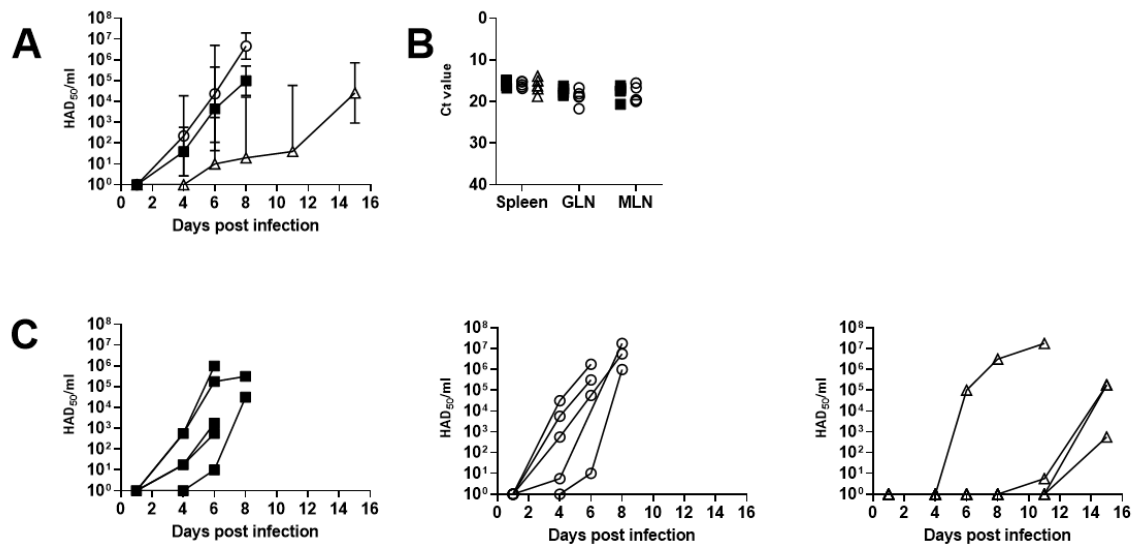 A
10⁸
10⁷
10⁶
10⁵
10⁴
10³
10²
10¹
10⁰
HAD₅₀/ml
0 2 4 6 8 10 12 14 16
Days post infection
B
0
10
20
30
40
Ct value
Spleen GLN MLN
C
10⁸
10⁷
10⁶
10⁵
10⁴
10³
10²
10¹
10⁰
HAD₅₀/ml
0 2 4 6 8 10 12 14 16
Days post infection
10⁸
10⁷
10⁶
10⁵
10⁴
10³
10²
10¹
10⁰
HAD₅₀/ml
0 2 4 6 8 10 12 14 16
Days post infection
10⁸
10⁷
10⁶
10⁵
10⁴
10³
10²
10¹
10⁰
HAD₅₀/ml
0 2 4 6 8 10 12 14 16
Days post infection